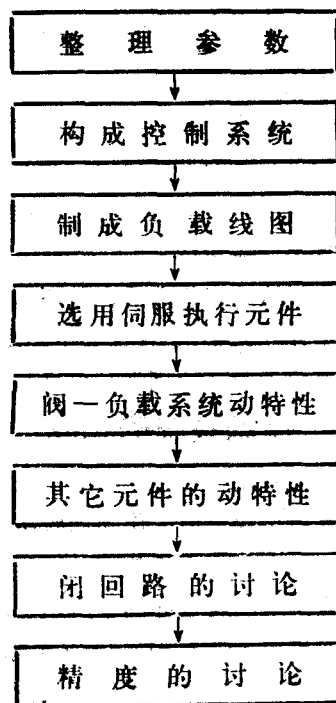 整理参数
构成控制系统
制成负载线图
选用伺服执行元件
阀—负载系统动特性
其它元件的动特性
闭回路的讨论
精度的讨论